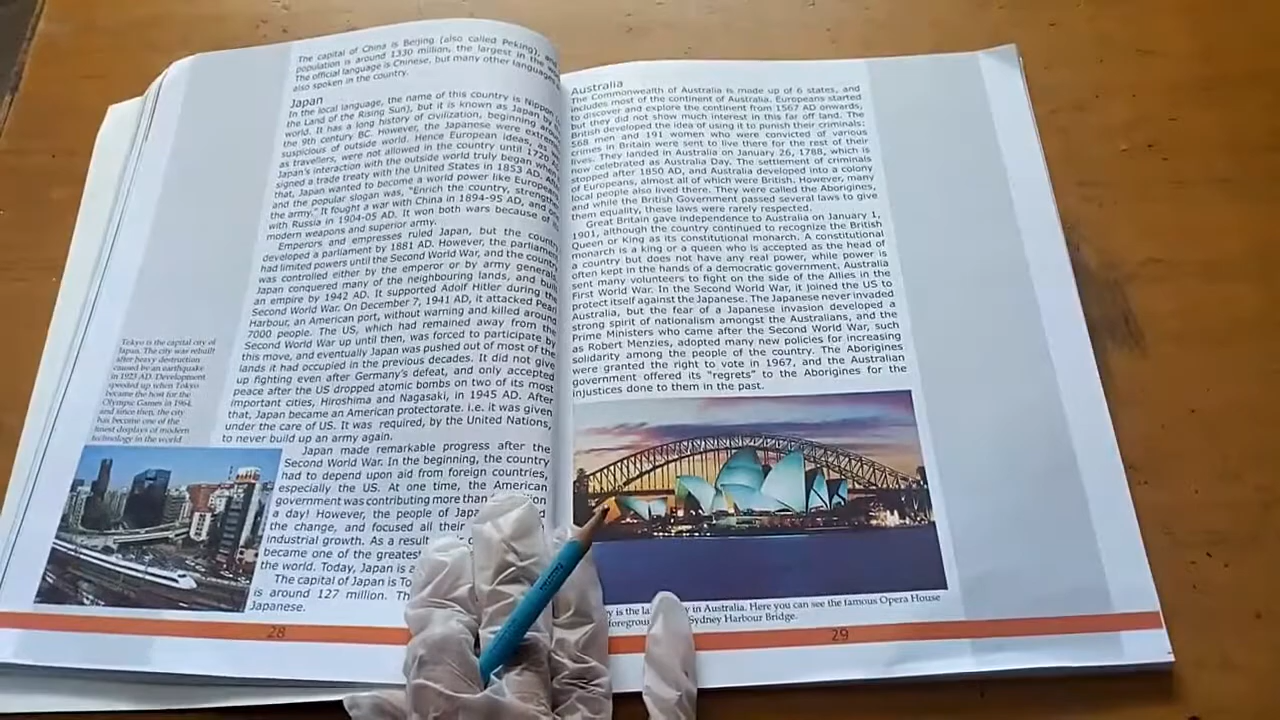 The capital of China is Beijing (also called Peking), and
population is around 1330 million, the largest in the
The official language is Chinese, but many other languages
also spoken in the country.
Japan
In the local language, the name of this country is Nippon
the Land of the Rising Sun), but it is known as Japan
world. It has a long history of civilization, beginning
the 9th century BC. However, the Japanese were
suspicious of outside world. Hence European ideas, as
as travellers, were not allowed in the country until 1720
Japan's interaction with the outside world truly began
signed a trade treaty with the United States in 1853 AD.
that, Japan wanted to become a world power like
and the popular slogan was, "Enrich the country,
the army." It fought a war with China in 1894-95 AD, and
with Russia in 1904-05 AD. It won both wars because of
modern weapons and superior army.
Emperors and empresses ruled Japan, but the
developed a parliament by 1881 AD. However, the parliament
had limited powers until the Second World War, and the
was controlled either by the emperor or by army generals
Japan conquered many of the neighbouring lands, and built
an empire by 1942 AD. It supported Adolf Hitler during the
Second World War. On December 7, 1941 AD, it attacked Pearl
Harbour, an American port, without warning and killed around
7000 people. The US, which had remained away from the
Second World War up until then, was forced to participate by
this move, and eventually Japan was pushed out of most of the
lands it had occupied in the previous decades. It did not give
up fighting even after Germany's defeat, and only accepted
peace after the US dropped atomic bombs on two of its most
important cities, Hiroshima and Nagasaki, in 1945 AD. After
that, Japan became an American protectorate. i.e. it was given
under the care of US. It was required, by the United Nations,
to never build up an army again.
Japan made remarkable progress after the
Second World War. In the beginning, the country
had to depend upon aid from foreign countries,
especially the US. At one time, the American
government was contributing more than
a day! However, the people of
the change, and focused all their
industrial growth. As a result
became one of the greatest
the world. Today, Japan is a
The capital of Japan is
is around 127 million.
Japanese.
Tokyo is the capital city of
Japan. The city was rebuilt
after heavy destruction
caused by an earthquake
in 1923 AD. Development
speeded up when Tokyo
became the host for the
Olympic Games in 1964,
and since then, the city
has become one of the
finest displays of modern
technology in the world
28
Australia
The Commonwealth of Australia is made up of 6 states, and
includes most of the continent of Australia. Europeans started
to discover and explore the continent from 1567 AD onwards,
but they did not show much interest in this far off land. The
British developed the idea of using it to punish their criminals:
568 men and 191 women who were convicted of various
crimes in Britain were sent to live there for the rest of their
lives. They landed in Australia on January 26, 1788, which is
now celebrated as Australia Day. The settlement of criminals
stopped after 1850 AD, and Australia developed into a colony
of Europeans, almost all of which were British. However, many
local people also lived there. They were called the Aborigines,
and while the British Government passed several laws to give
them equality, these laws were rarely respected.
Great Britain gave independence to Australia on January 1,
1901, although the country continued to recognize the British
Queen or King as its constitutional monarch. A constitutional
monarch is a king or a queen who is accepted as the head of
a country but does not have any real power, while power is
often kept in the hands of a democratic government. Australia
sent many volunteers to fight on the side of the Allies in the
First World War. In the Second World War, it joined the US to
protect itself against the Japanese. The Japanese never invaded
Australia, but the fear of a Japanese invasion developed a
strong spirit of nationalism amongst the Australians, and the
Prime Ministers who came after the Second World War, such
as Robert Menzies, adopted many new policies for increasing
solidarity among the people of the country. The Aborigines
were granted the right to vote in 1967, and the Australian
government offered its "regrets" to the Aborigines for the
injustices done to them in the past.
is the in Australia. Here you can see the famous Opera House
Sydney Harbour Bridge.
29